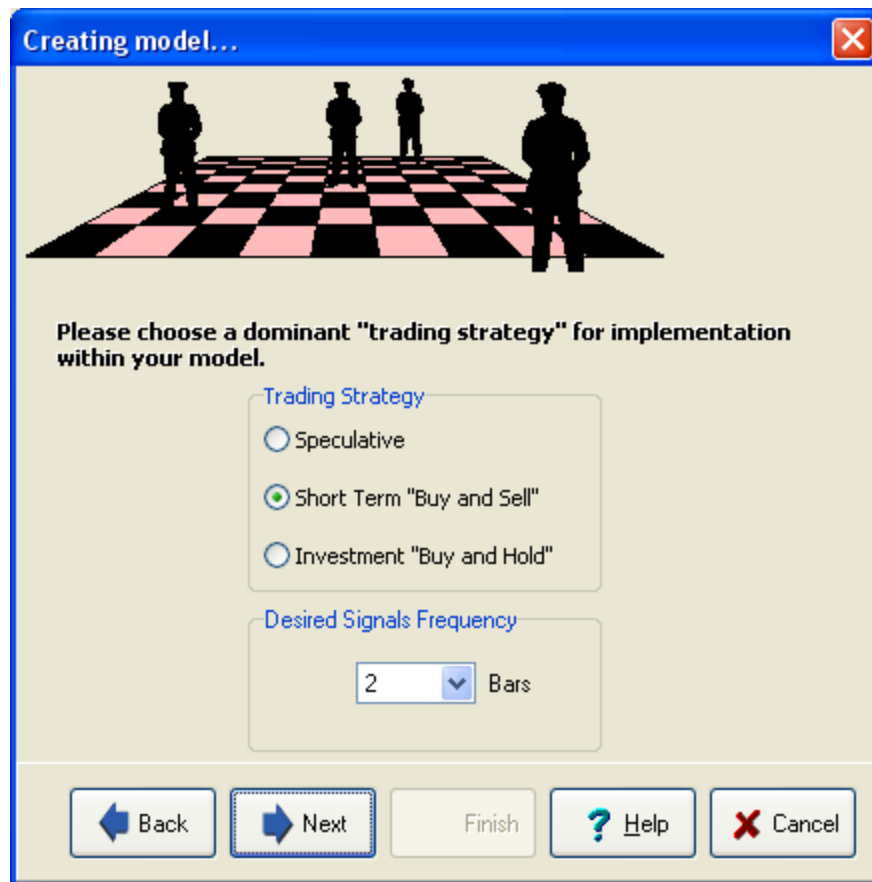 Creating model...
Please choose a dominant "trading strategy" for implementation
within your model.
Trading Strategy
Speculative
Short Term "Buy and Sell"
Investment "Buy and Hold"
Desired Signals Frequency
2 Bars
Back Next Finish ? Help Cancel